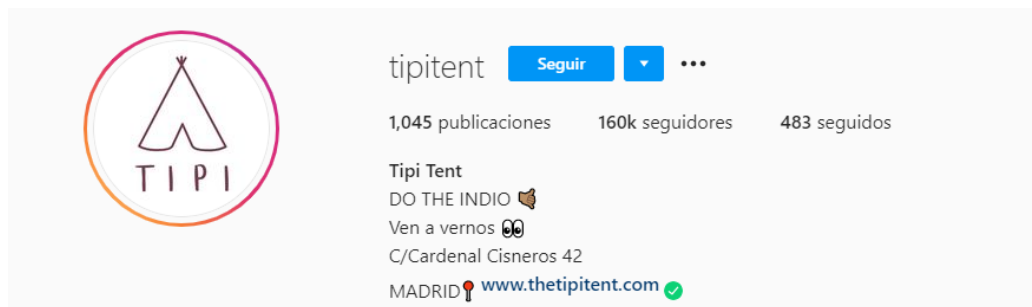 TIPI
tipitent Seguir
1,045 publicaciones 160k seguidores 483 seguidos
Tipi Tent
DO THE INDIO 🤙🏽
Ven a vernos 👀
C/Cardenal Cisneros 42
MADRID📍 www.thetipitent.com ✅